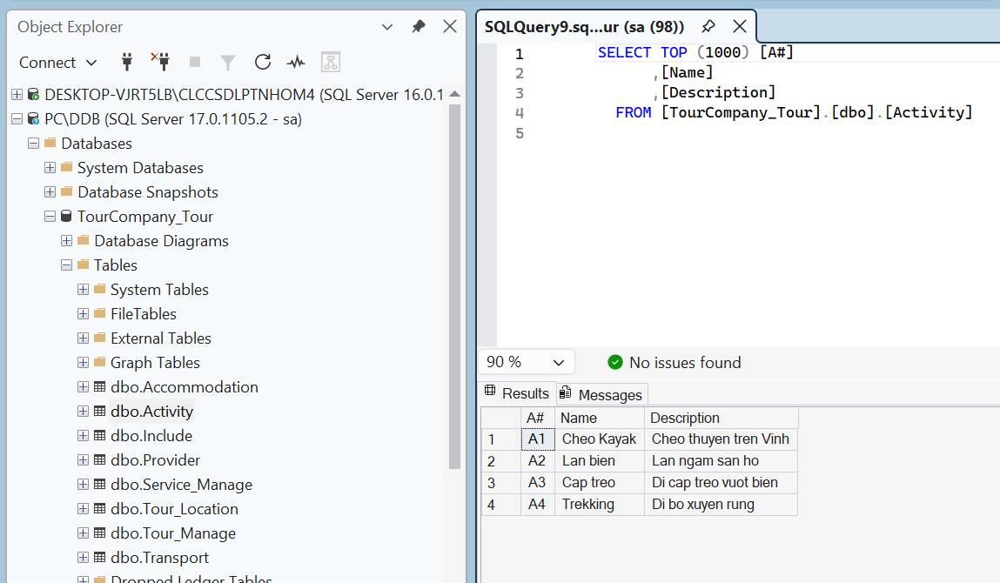 Object Explorer
Connect
DESKTOP-VJRT5LB\CLCCSDLPTNHOM4 (SQL Server 16.0.1
PC\DDB (SQL Server 17.0.1105.2 - sa)
Databases
System Databases
Database Snapshots
TourCompany_Tour
Database Diagrams
Tables
System Tables
FileTables
External Tables
Graph Tables
dbo.Accommodation
dbo.Activity
dbo.Include
dbo.Provider
dbo.Service_Manage
dbo.Tour_Location
dbo.Tour_Manage
dbo.Transport
Dropped Ledger Tables
SQLQuery9.sq...ur (sa (98))
1 SELECT TOP (1000) [A#]
2 ,[Name]
3 ,[Description]
4 FROM [TourCompany_Tour].[dbo].[Activity]
5
90 % No issues found
Results Messages
A# Name Description
1 A1 Cheo Kayak Cheo thuyen tren Vinh
2 A2 Lan bien Lan ngam san ho
3 A3 Cap treo Di cap treo vuot bien
4 A4 Trekking Di bo xuyen rung